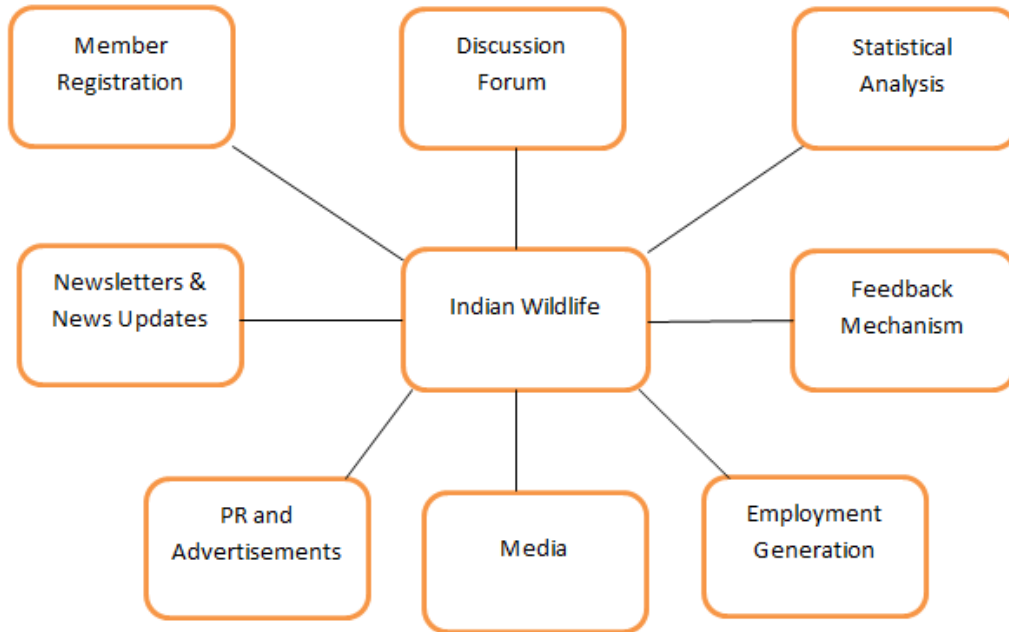 Member
Registration
Discussion
Forum
Statistical
Analysis
Newsletters &
News Updates
Indian Wildlife
Feedback
Mechanism
PR and
Advertisements
Media
Employment
Generation